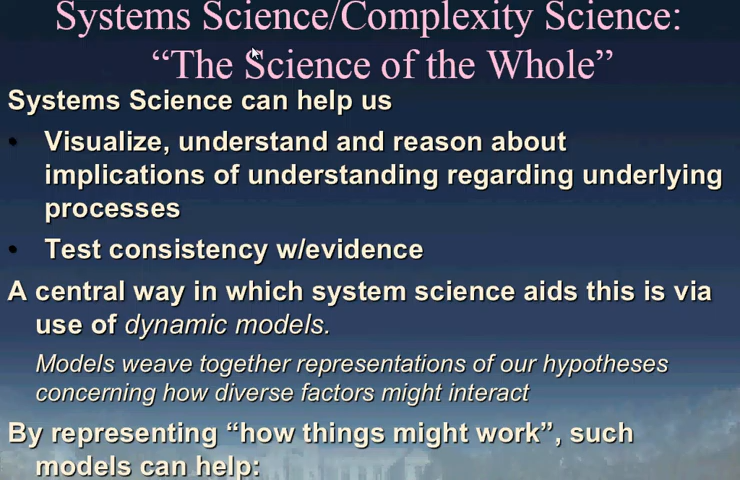 Systems Science/Complexity Science:
“The Science of the Whole”
Systems Science can help us
• Visualize, understand and reason about
implications of understanding regarding underlying
processes
• Test consistency w/evidence
A central way in which system science aids this is via
use of dynamic models.
Models weave together representations of our hypotheses
concerning how diverse factors might interact
By representing “how things might work”, such
models can help: